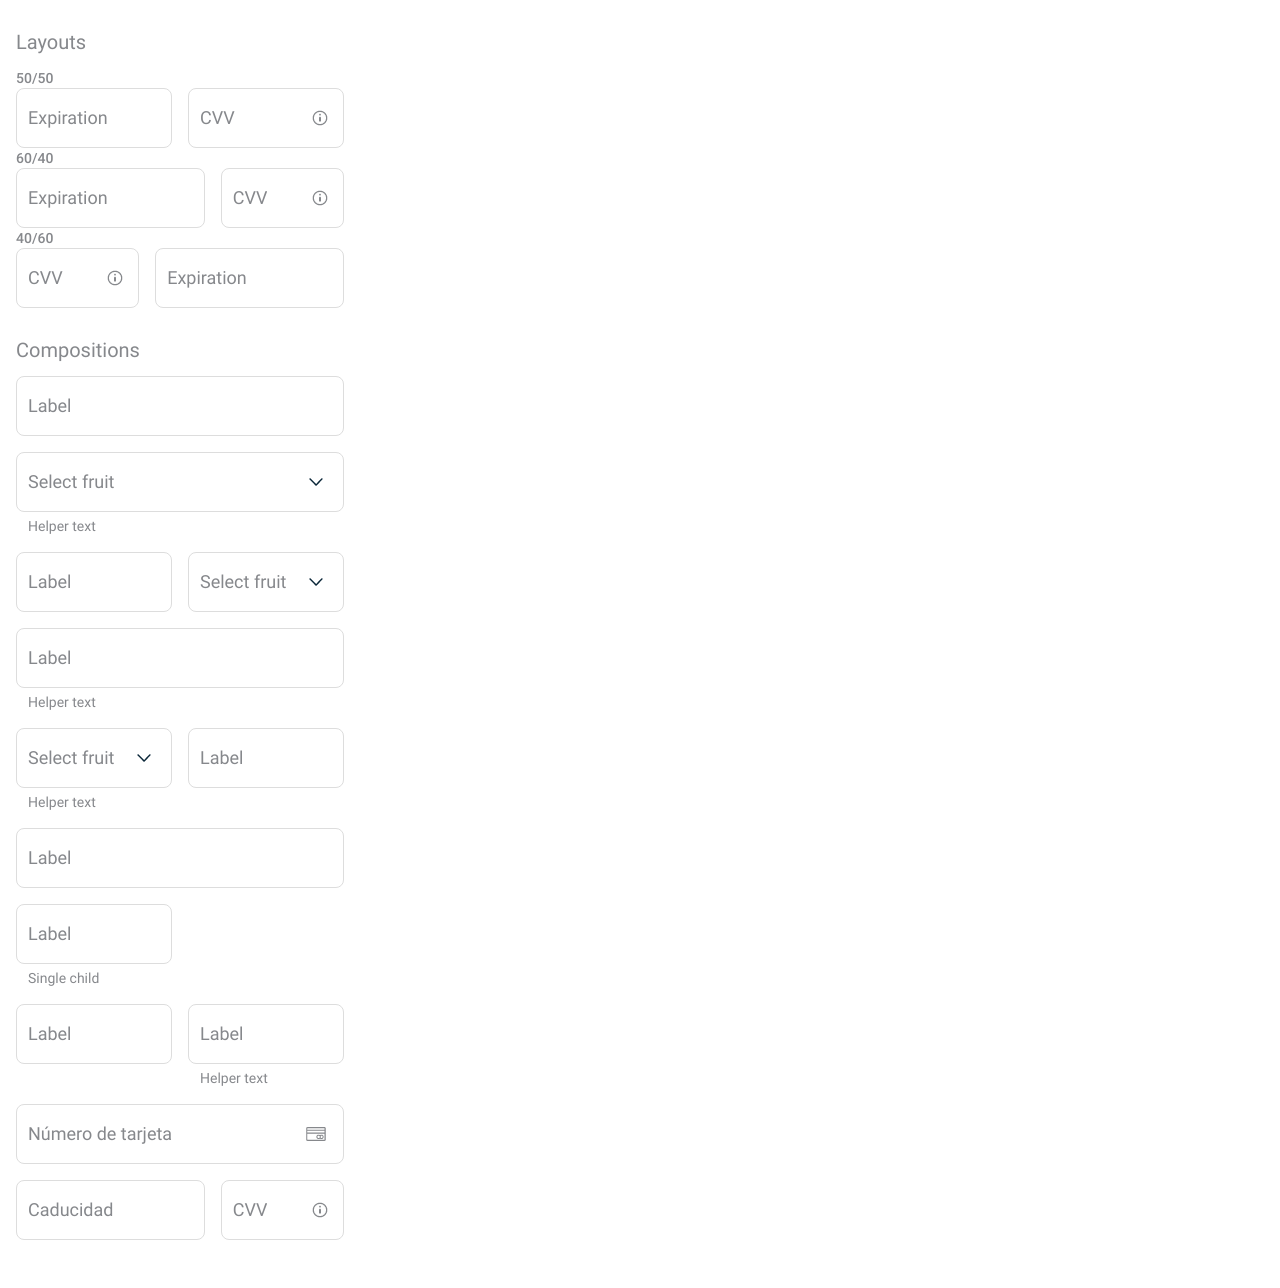 Layouts
50/50
Expiration CVV
60/40
Expiration CVV
40/60
CVV Expiration
Compositions
Label
Select fruit
Helper text
Label Select fruit
Label
Helper text
Select fruit Label
Helper text
Label
Label
Single child
Label Label
Helper text
Número de tarjeta
Caducidad CVV